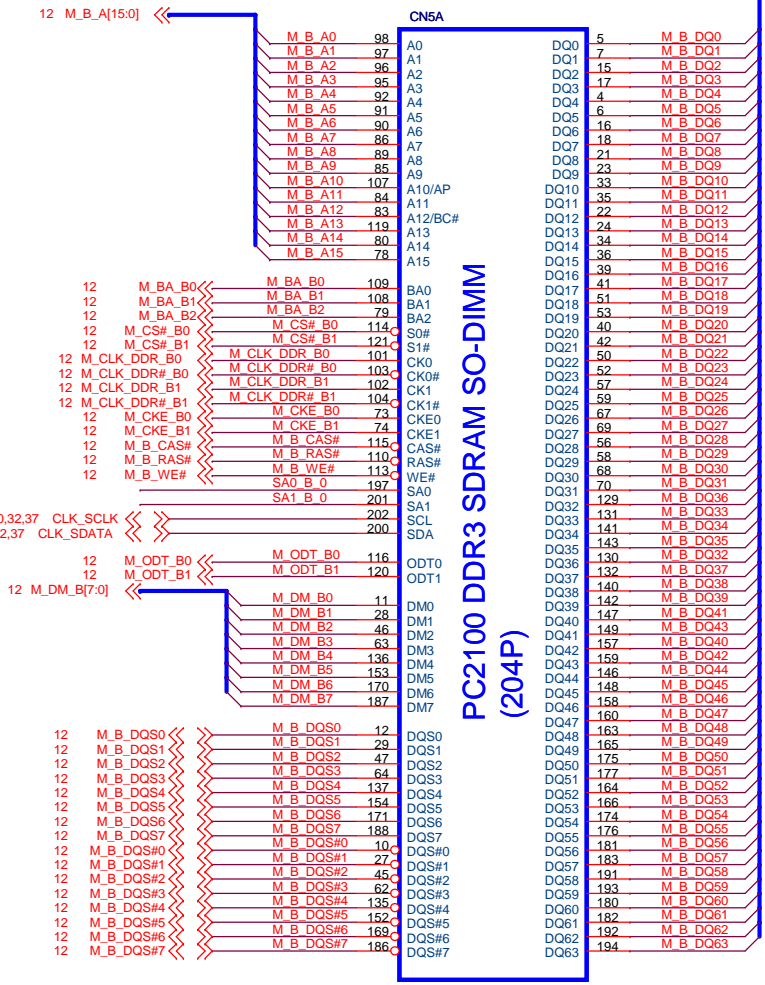 CN5A
12 M_B_A[15:0]
M_B_A0 98 A0
M_B_A1 97 A1
M_B_A2 96 A2
M_B_A3 95 A3
M_B_A4 92 A4
M_B_A5 91 A5
M_B_A6 90 A6
M_B_A7 86 A7
M_B_A8 89 A8
M_B_A9 85 A9
M_B_A10 107 A10/AP
M_B_A11 84 A11
M_B_A12 83 A12/BC#
M_B_A13 119 A13
M_B_A14 80 A14
M_B_A15 78 A15
12 M_BA_B0 M_BA_B0 109 BA0
12 M_BA_B1 M_BA_B1 108 BA1
12 M_BA_B2 M_BA_B2 79 BA2
12 M_CS#_B0 M_CS#_B0 114 S0#
12 M_CS#_B1 M_CS#_B1 121 S1#
12 M_CLK_DDR_B0 M_CLK_DDR_B0 101 CK0
12 M_CLK_DDR#_B0 M_CLK_DDR#_B0 103 CK0#
12 M_CLK_DDR_B1 M_CLK_DDR_B1 102 CK1
12 M_CLK_DDR#_B1 M_CLK_DDR#_B1 104 CK1#
12 M_CKE_B0 M_CKE_B0 73 CKE0
12 M_CKE_B1 M_CKE_B1 74 CKE1
12 M_B_CAS# M_B_CAS# 115 CAS#
12 M_B_RAS# M_B_RAS# 110 RAS#
12 M_B_WE# M_B_WE# 113 WE#
SA0_B_0 197 SA0
SA1_B_0 201 SA1
0,32,37 CLK_SCLK 202 SCL
2,37 CLK_SDATA 200 SDA
12 M_ODT_B0 M_ODT_B0 116 ODT0
12 M_ODT_B1 M_ODT_B1 120 ODT1
12 M_DM_B[7:0]
M_DM_B0 11 DM0
M_DM_B1 28 DM1
M_DM_B2 46 DM2
M_DM_B3 63 DM3
M_DM_B4 136 DM4
M_DM_B5 153 DM5
M_DM_B6 170 DM6
M_DM_B7 187 DM7
12 M_B_DQS0 M_B_DQS0 12 DQS0
12 M_B_DQS1 M_B_DQS1 29 DQS1
12 M_B_DQS2 M_B_DQS2 47 DQS2
12 M_B_DQS3 M_B_DQS3 64 DQS3
12 M_B_DQS4 M_B_DQS4 137 DQS4
12 M_B_DQS5 M_B_DQS5 154 DQS5
12 M_B_DQS6 M_B_DQS6 171 DQS6
12 M_B_DQS7 M_B_DQS7 188 DQS7
12 M_B_DQS#0 M_B_DQS#0 10 DQS#0
12 M_B_DQS#1 M_B_DQS#1 27 DQS#1
12 M_B_DQS#2 M_B_DQS#2 45 DQS#2
12 M_B_DQS#3 M_B_DQS#3 62 DQS#3
12 M_B_DQS#4 M_B_DQS#4 135 DQS#4
12 M_B_DQS#5 M_B_DQS#5 152 DQS#5
12 M_B_DQS#6 M_B_DQS#6 169 DQS#6
12 M_B_DQS#7 M_B_DQS#7 186 DQS#7
PC2100 DDR3 SDRAM SO-DIMM
(204P)
DQ0 5 M_B_DQ0
DQ1 7 M_B_DQ1
DQ2 15 M_B_DQ2
DQ3 17 M_B_DQ3
DQ4 4 M_B_DQ4
DQ5 6 M_B_DQ5
DQ6 16 M_B_DQ6
DQ7 18 M_B_DQ7
DQ8 21 M_B_DQ8
DQ9 23 M_B_DQ9
DQ10 33 M_B_DQ10
DQ11 35 M_B_DQ11
DQ12 22 M_B_DQ12
DQ13 24 M_B_DQ13
DQ14 34 M_B_DQ14
DQ15 36 M_B_DQ15
DQ16 39 M_B_DQ16
DQ17 41 M_B_DQ17
DQ18 51 M_B_DQ18
DQ19 53 M_B_DQ19
DQ20 40 M_B_DQ20
DQ21 42 M_B_DQ21
DQ22 50 M_B_DQ22
DQ23 52 M_B_DQ23
DQ24 57 M_B_DQ24
DQ25 59 M_B_DQ25
DQ26 67 M_B_DQ26
DQ27 69 M_B_DQ27
DQ28 56 M_B_DQ28
DQ29 58 M_B_DQ29
DQ30 68 M_B_DQ30
DQ31 70 M_B_DQ31
DQ32 129 M_B_DQ36
DQ33 131 M_B_DQ33
DQ34 141 M_B_DQ34
DQ35 143 M_B_DQ35
DQ36 130 M_B_DQ32
DQ37 132 M_B_DQ37
DQ38 140 M_B_DQ38
DQ39 142 M_B_DQ39
DQ40 147 M_B_DQ41
DQ41 149 M_B_DQ43
DQ42 157 M_B_DQ40
DQ43 159 M_B_DQ42
DQ44 146 M_B_DQ44
DQ45 148 M_B_DQ45
DQ46 158 M_B_DQ46
DQ47 160 M_B_DQ47
DQ48 163 M_B_DQ48
DQ49 165 M_B_DQ49
DQ50 175 M_B_DQ50
DQ51 177 M_B_DQ51
DQ52 164 M_B_DQ52
DQ53 166 M_B_DQ53
DQ54 174 M_B_DQ54
DQ55 176 M_B_DQ55
DQ56 181 M_B_DQ56
DQ57 183 M_B_DQ57
DQ58 191 M_B_DQ58
DQ59 193 M_B_DQ59
DQ60 180 M_B_DQ60
DQ61 182 M_B_DQ61
DQ62 192 M_B_DQ62
DQ63 194 M_B_DQ63